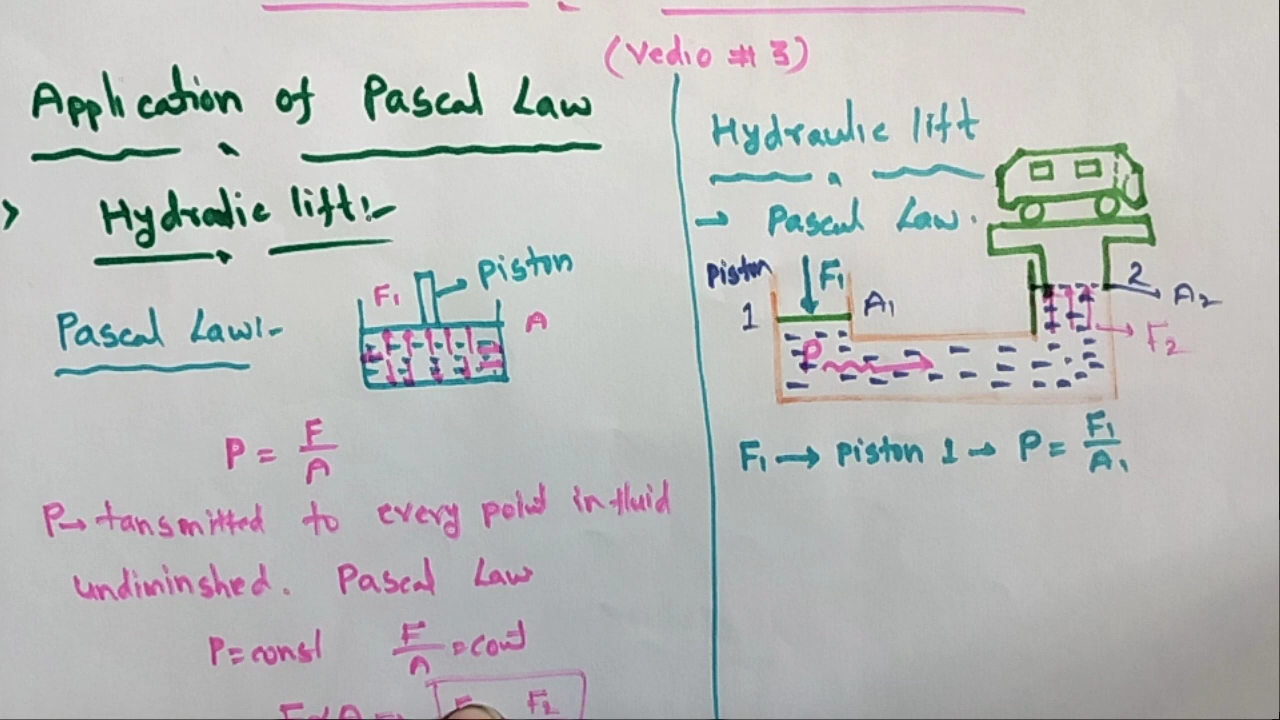 (Vedio # 3)
Application of Pascal Law
Hydralic lift:-
Piston
F₁
A
Pascal Law:-
P = F/A
P → tansmitted to every point in fluid
undiminshed. Pascal Law
P = const F/A = cont
F ∝ A ⇒ F₂
Hydraulic lift
→ Pascal Law.
Piston
1
F₁
A₁
2
A₂
F₂
P
F₁ → Piston 1 → P = F₁/A₁